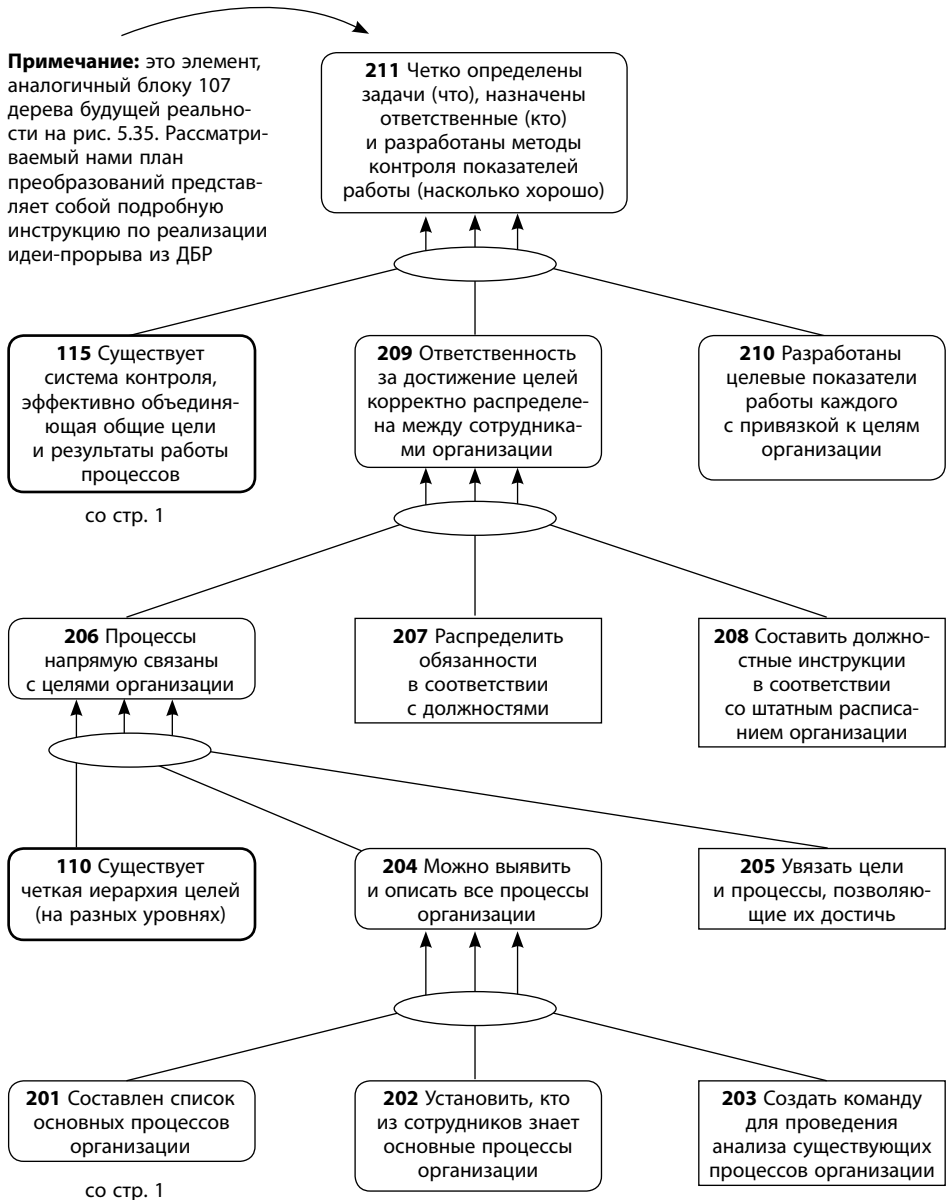 Примечание: это элемент,
аналогичный блоку 107
дерева будущей реально-
сти на рис. 5.35. Рассматри-
ваемый нами план
преобразований представ-
ляет собой подробную
инструкцию по реализации
идеи-прорыва из ДБР
211 Четко определены
задачи (что), назначены
ответственные (кто)
и разработаны методы
контроля показателей
работы (насколько хорошо)
115 Существует
система контроля,
эффективно объединя-
ющая общие цели
и результаты работы
процессов
со стр. 1
209 Ответственность
за достижение целей
корректно распределе-
на между сотрудника-
ми организации
210 Разработаны
целевые показатели
работы каждого
с привязкой к целям
организации
206 Процессы
напрямую связаны
с целями организации
207 Распределить
обязанности
в соответствии
с должностями
208 Составить должно-
стные инструкции
в соответствии
со штатным расписа-
нием организации
110 Существует
четкая иерархия целей
(на разных уровнях)
204 Можно выявить
и описать все процессы
организации
205 Увязать цели
и процессы, позволяю-
щие их достичь
201 Составлен список
основных процессов
организации
со стр. 1
202 Установить, кто
из сотрудников знает
основные процессы
организации
203 Создать команду
для проведения
анализа существующих
процессов организации